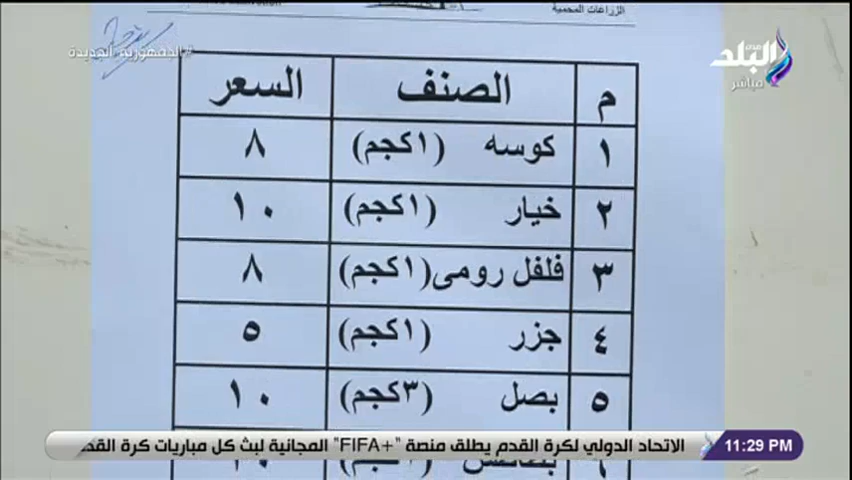 الزراعات المحمية
#الجمهورية_الجديدة
صدى البلد
مباشر
م الصنف السعر
١ كوسه (١كجم) ٨
٢ خيار (١كجم) ١٠
٣ فلفل رومى (١كجم) ٨
٤ جزر (١كجم) ٥
٥ بصل (٣كجم) ١٠
11:29 PM الاتحاد الدولي لكرة القدم يطلق منصة "+FIFA" المجانية لبث كل مباريات كرة القد